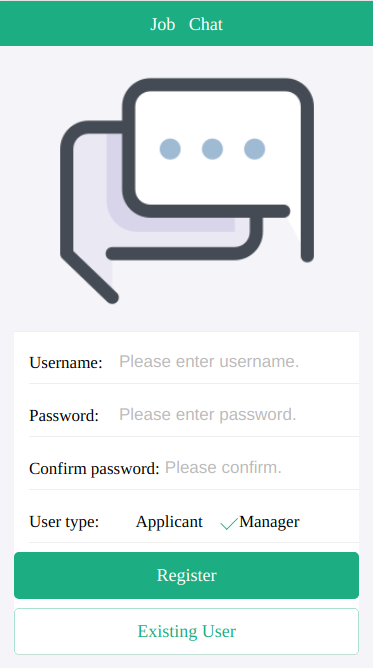 Job Chat
Username: Please enter username.
Password: Please enter password.
Confirm password: Please confirm.
User type: Applicant Manager
Register
Existing User